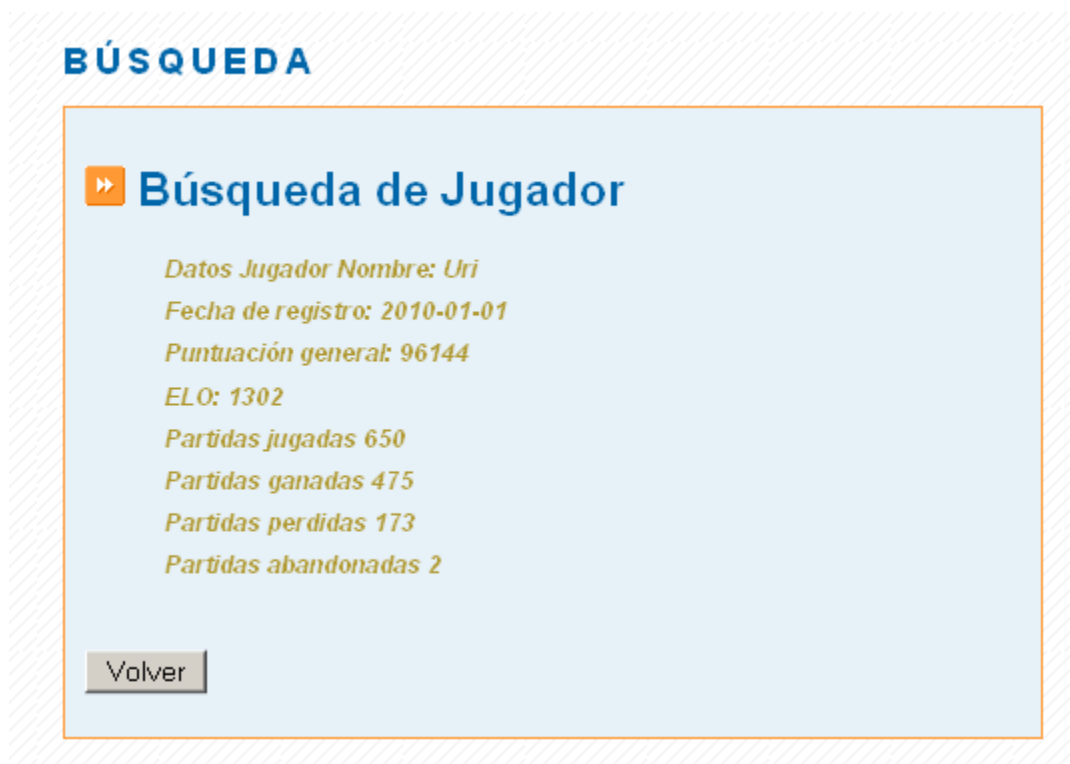 BÚSQUEDA
Búsqueda de Jugador
Datos Jugador Nombre: Uri
Fecha de registro: 2010-01-01
Puntuación general: 96144
ELO: 1302
Partidas jugadas 650
Partidas ganadas 475
Partidas perdidas 173
Partidas abandonadas 2
Volver